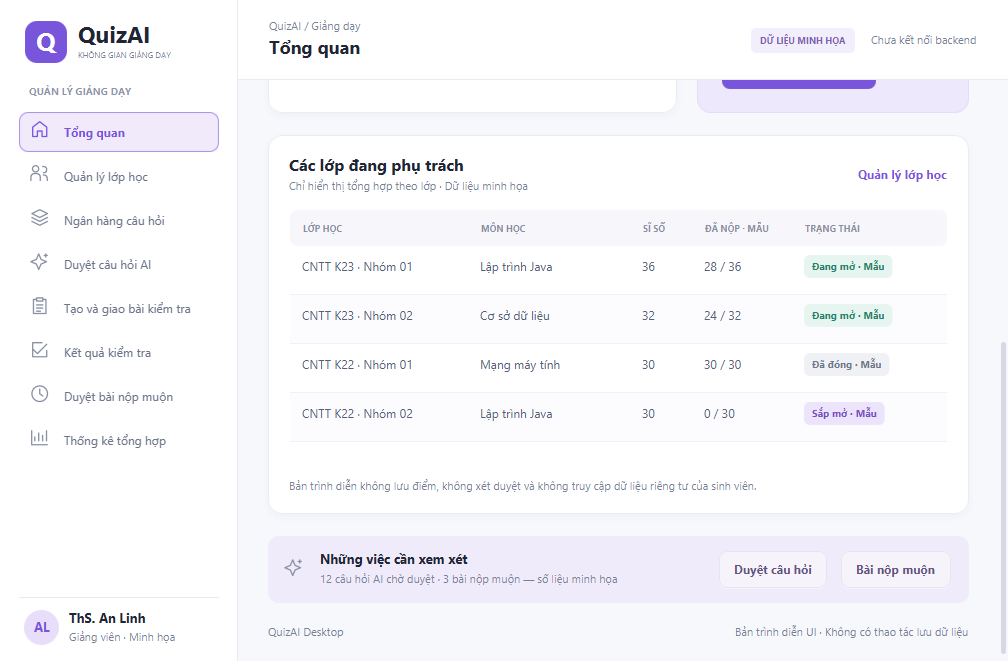 Q
QuizAI
KHÔNG GIAN GIẢNG DẠY
QUẢN LÝ GIẢNG DẠY
Tổng quan
Quản lý lớp học
Ngân hàng câu hỏi
Duyệt câu hỏi AI
Tạo và giao bài kiểm tra
Kết quả kiểm tra
Duyệt bài nộp muộn
Thống kê tổng hợp
AL
ThS. An Linh
Giảng viên · Minh họa
QuizAI / Giảng dạy
Tổng quan
DỮ LIỆU MINH HỌA
Chưa kết nối backend
Các lớp đang phụ trách
Chỉ hiển thị tổng hợp theo lớp · Dữ liệu minh họa
Quản lý lớp học
LỚP HỌC MÔN HỌC SĨ SỐ ĐÃ NỘP · MẪU TRẠNG THÁI
CNTT K23 · Nhóm 01 Lập trình Java 36 28 / 36 Đang mở · Mẫu
CNTT K23 · Nhóm 02 Cơ sở dữ liệu 32 24 / 32 Đang mở · Mẫu
CNTT K22 · Nhóm 01 Mạng máy tính 30 30 / 30 Đã đóng · Mẫu
CNTT K22 · Nhóm 02 Lập trình Java 30 0 / 30 Sắp mở · Mẫu
Bản trình diễn không lưu điểm, không xét duyệt và không truy cập dữ liệu riêng tư của sinh viên.
Những việc cần xem xét
12 câu hỏi AI chờ duyệt · 3 bài nộp muộn — số liệu minh họa
Duyệt câu hỏi
Bài nộp muộn
QuizAI Desktop
Bản trình diễn UI · Không có thao tác lưu dữ liệu